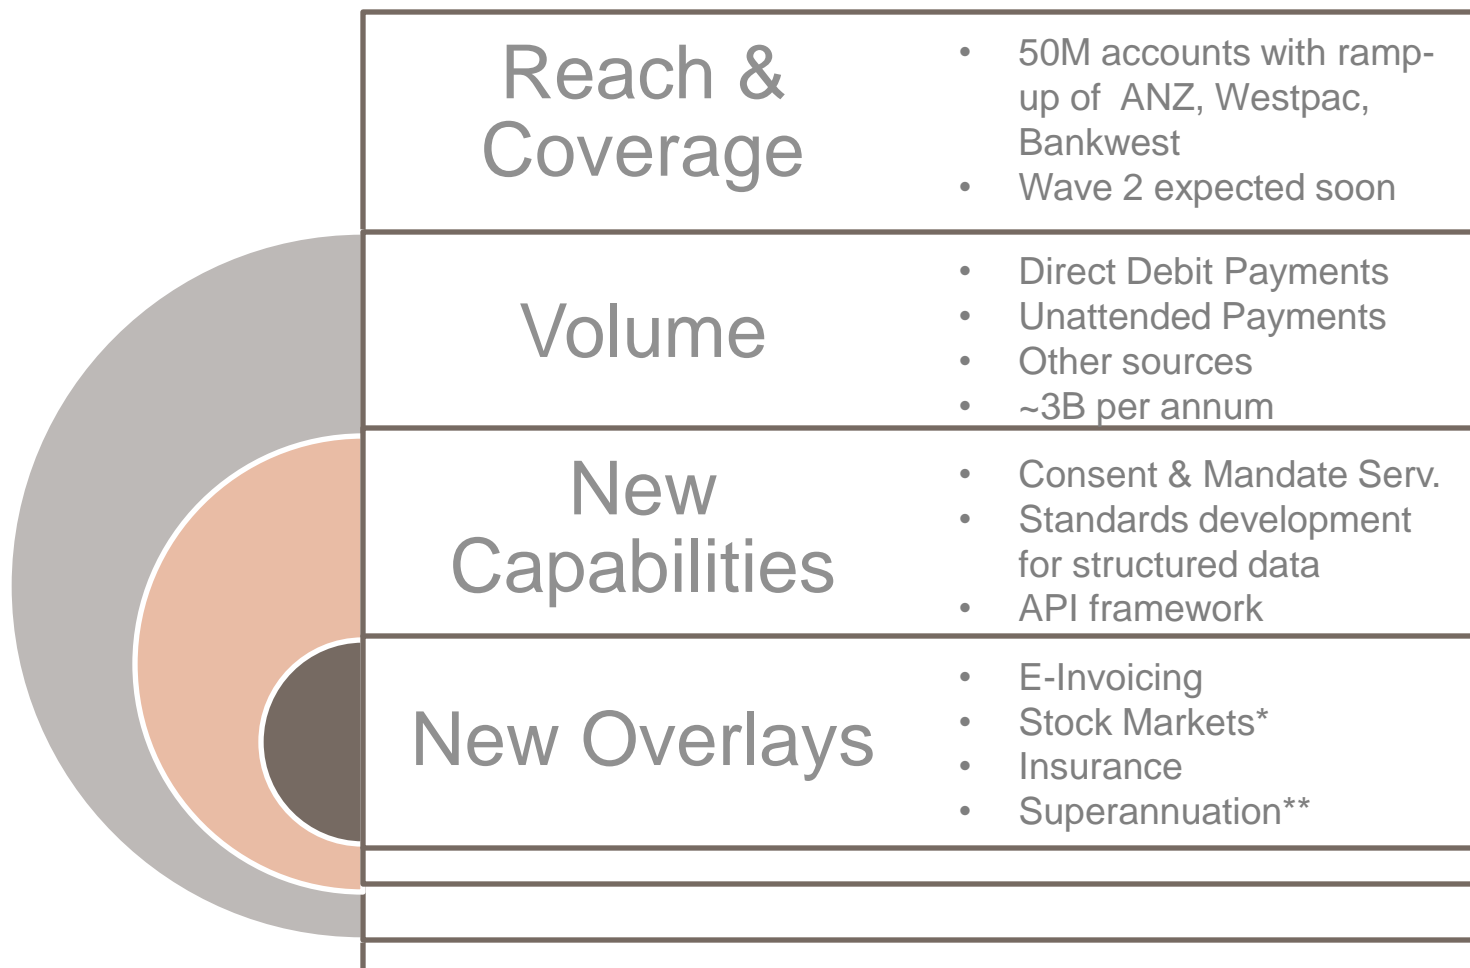 Reach &
Coverage
• 50M accounts with ramp-
up of ANZ, Westpac,
Bankwest
• Wave 2 expected soon
Volume
• Direct Debit Payments
• Unattended Payments
• Other sources
• ~3B per annum
New
Capabilities
• Consent & Mandate Serv.
• Standards development
for structured data
• API framework
New Overlays
• E-Invoicing
• Stock Markets*
• Insurance
• Superannuation**